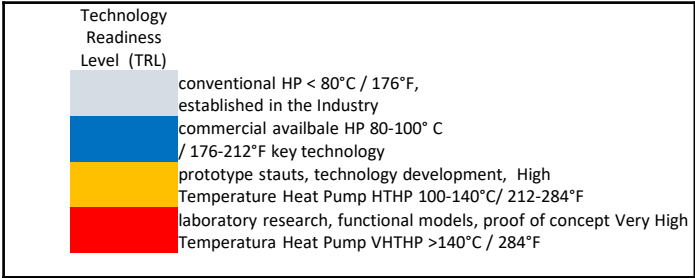 Technology
Readiness
Level (TRL)
conventional HP < 80°C / 176°F,
established in the Industry
commercial availbale HP 80-100° C
/ 176-212°F key technology
prototype stauts, technology development, High
Temperature Heat Pump HTHP 100-140°C/ 212-284°F
laboratory research, functional models, proof of concept Very High
Temperatura Heat Pump VHTHP >140°C / 284°F